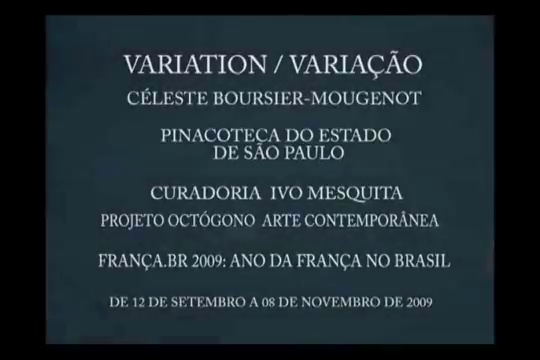 VARIATION / VARIAÇÃO
CÉLESTE BOURSIER-MOUGENOT
PINACOTECA DO ESTADO
DE SÃO PAULO
CURADORIA IVO MESQUITA
PROJETO OCTÓGONO ARTE CONTEMPORÂNEA
FRANÇA.BR 2009: ANO DA FRANÇA NO BRASIL
DE 12 DE SETEMBRO A 08 DE NOVEMBRO DE 2009